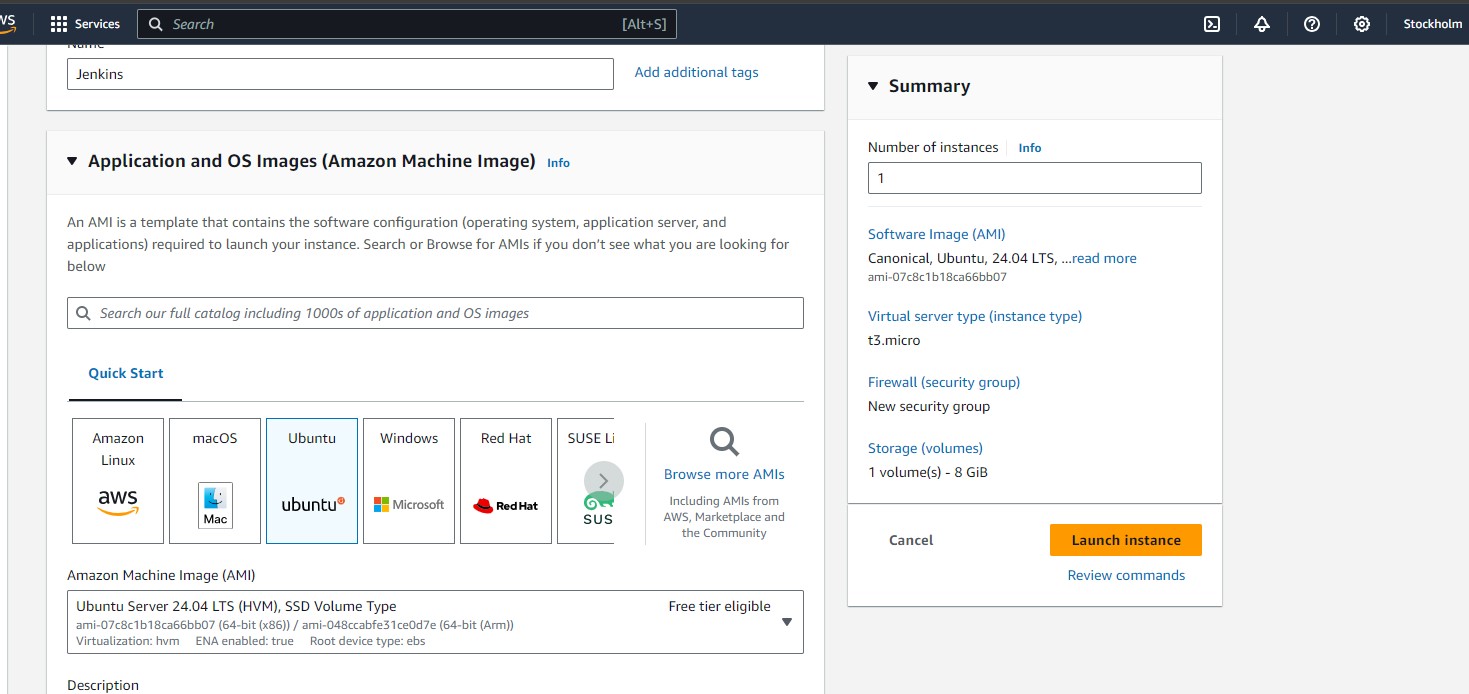 WS
Services
Search
[Alt+S]
Stockholm
Name
Jenkins
Add additional tags
Application and OS Images (Amazon Machine Image) Info
An AMI is a template that contains the software configuration (operating system, application server, and
applications) required to launch your instance. Search or Browse for AMIs if you don't see what you are looking for
below
Search our full catalog including 1000s of application and OS images
Quick Start
Amazon
Linux
aws
macOS
Mac
Ubuntu
ubuntu
Windows
Microsoft
Red Hat
Red Hat
SUSE Li
SUS
Browse more AMIs
Including AMIs from
AWS, Marketplace and
the Community
Amazon Machine Image (AMI)
Ubuntu Server 24.04 LTS (HVM), SSD Volume Type
Free tier eligible
ami-07c8c1b18ca66bb07 (64-bit (x86)) / ami-048ccabfe31ce0d7e (64-bit (Arm))
Virtualization: hvm ENA enabled: true Root device type: ebs
Description
Summary
Number of instances Info
1
Software Image (AMI)
Canonical, Ubuntu, 24.04 LTS, ...read more
ami-07c8c1b18ca66bb07
Virtual server type (instance type)
t3.micro
Firewall (security group)
New security group
Storage (volumes)
1 volume(s) - 8 GiB
Cancel
Launch instance
Review commands